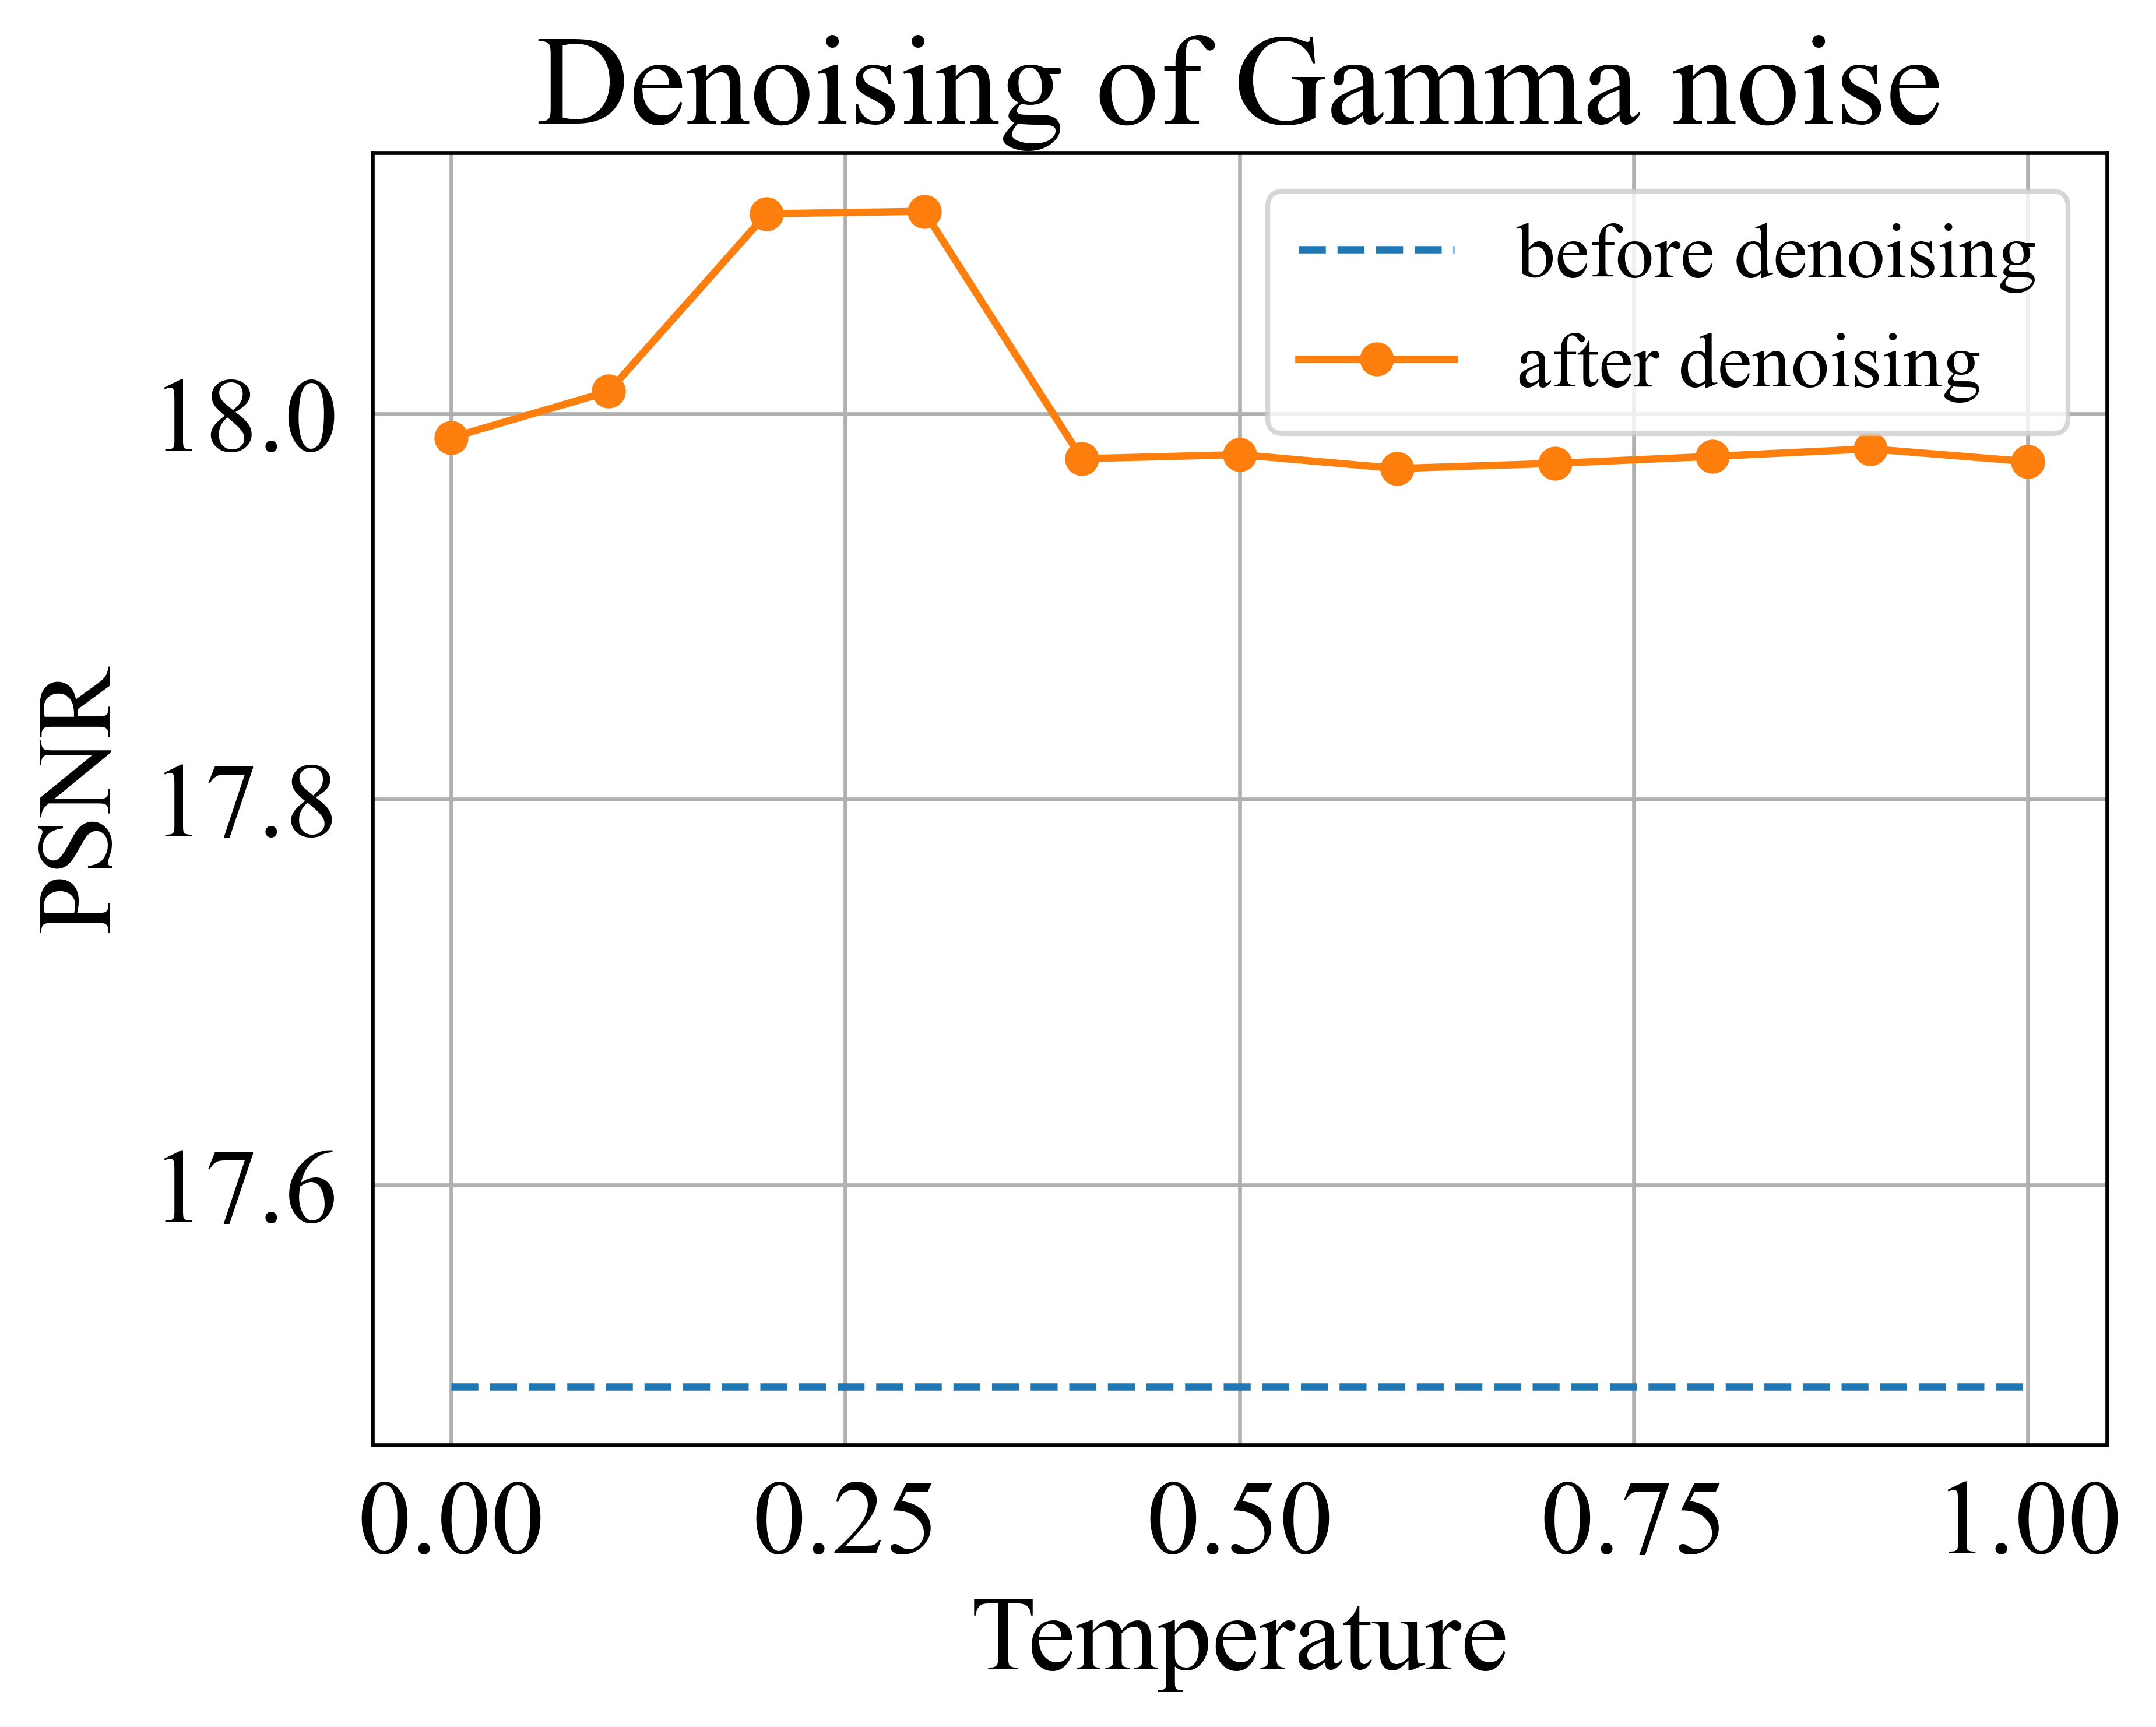 Denoising of Gamma noise
before denoising
after denoising
18.0
17.8
17.6
PSNR
0.00 0.25 0.50 0.75 1.00
Temperature